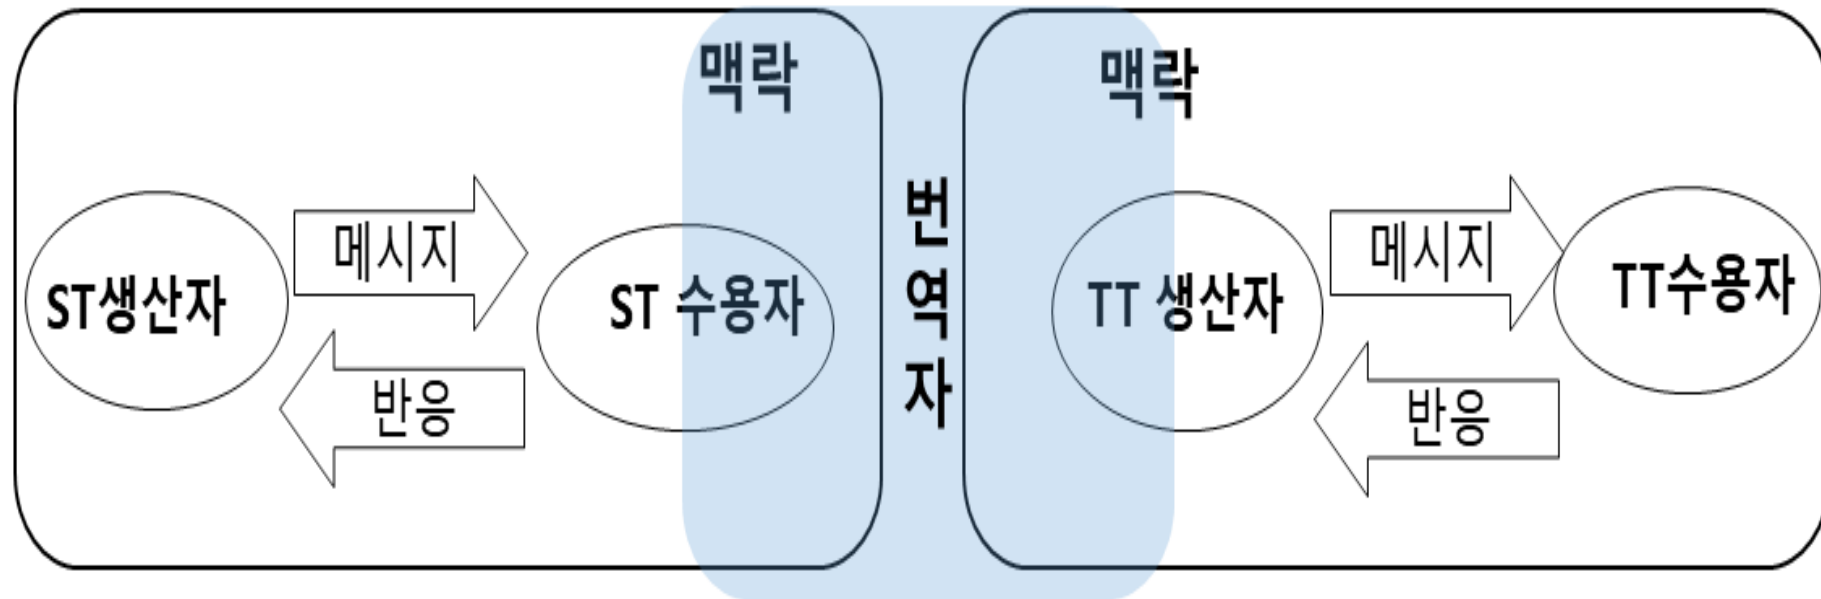 맥락
ST생산자
메시지
반응
ST 수용자
번역자
맥락
TT 생산자
메시지
반응
TT수용자